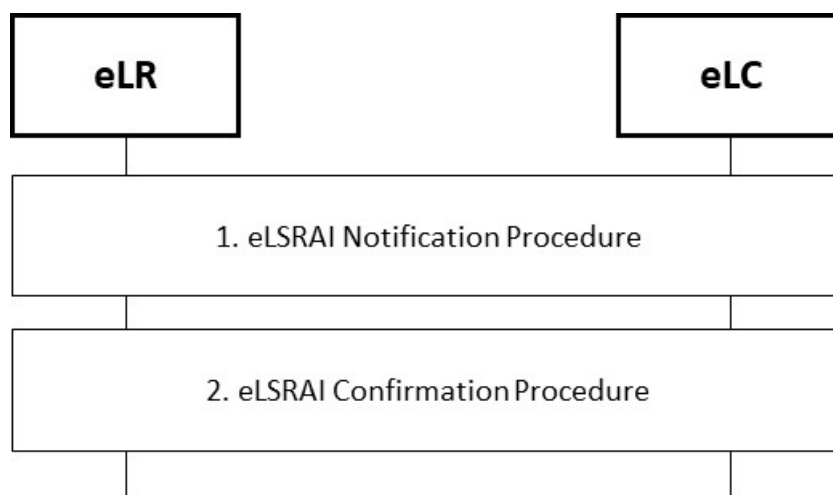 eLR
eLC
1. eLSRAI Notification Procedure
2. eLSRAI Confirmation Procedure